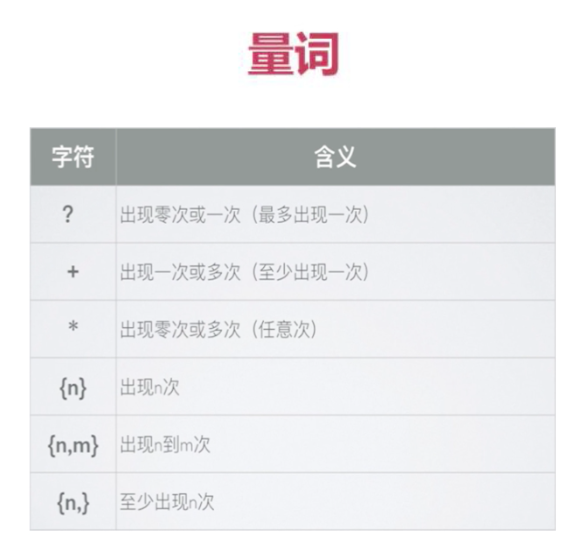 量词
字符 含义
? 出现零次或一次（最多出现一次）
+ 出现一次或多次（至少出现一次）
* 出现零次或多次（任意次）
{n} 出现n次
{n,m} 出现n到m次
{n,} 至少出现n次